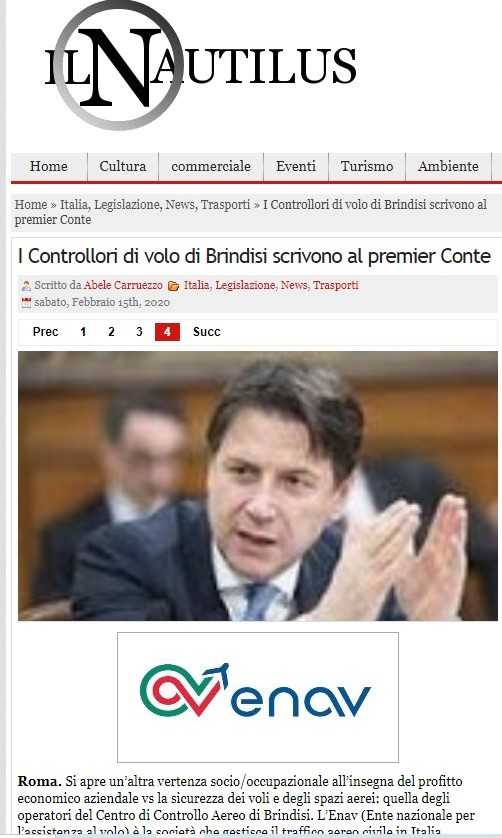 IL NAUTILUS
Home Cultura commerciale Eventi Turismo Ambiente
Home » Italia, Legislazione, News, Trasporti » I Controllori di volo di Brindisi scrivono al
premier Conte
I Controllori di volo di Brindisi scrivono al premier Conte
Scritto da Abele Carruezzo Italia, Legislazione, News, Trasporti
sabato, Febbraio 15th, 2020
Prec 1 2 3 4 Succ
enav
Roma. Si apre un'altra vertenza socio/occupazionale all'insegna del profitto
economico aziendale vs la sicurezza dei voli e degli spazi aerei: quella degli
operatori del Centro di Controllo Aereo di Brindisi. L'Enav (Ente nazionale per
l'assistenza al volo) è la società che gestisce il traffico aereo civile in Italia